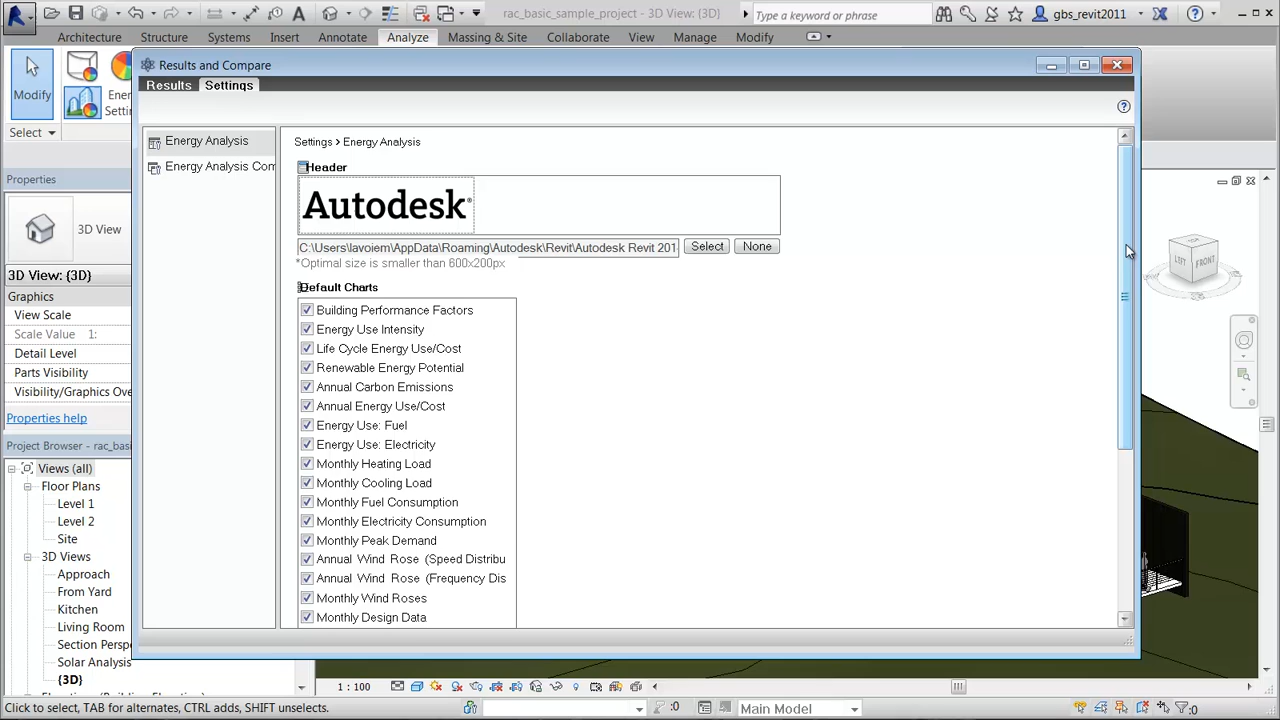 rac_basic_sample_project - 3D View: {3D}
Type a keyword or phrase
gbs_revit2011
Architecture
Structure
Systems
Insert
Annotate
Analyze
Massing & Site
Collaborate
View
Manage
Modify
Modify
Select
Ener
Settin
Properties
3D View
3D View: {3D}
Graphics
View Scale
Scale Value 1:
Detail Level
Parts Visibility
Visibility/Graphics Ove
Properties help
Project Browser - rac_ba
Views (all)
Floor Plans
Level 1
Level 2
Site
3D Views
Approach
From Yard
Kitchen
Living Room
Section Perspe
Solar Analysis
{3D}
Results and Compare
Results
Settings
Energy Analysis
Energy Analysis Com
Settings > Energy Analysis
Header
Autodesk
C:\Users\lavoiem\AppData\Roaming\Autodesk\Revit\Autodesk Revit 201
Select
None
*Optimal size is smaller than 600x200px
Default Charts
Building Performance Factors
Energy Use Intensity
Life Cycle Energy Use/Cost
Renewable Energy Potential
Annual Carbon Emissions
Annual Energy Use/Cost
Energy Use: Fuel
Energy Use: Electricity
Monthly Heating Load
Monthly Cooling Load
Monthly Fuel Consumption
Monthly Electricity Consumption
Monthly Peak Demand
Annual Wind Rose (Speed Distribu
Annual Wind Rose (Frequency Dis
Monthly Wind Roses
Monthly Design Data
LEFT
FRONT
1 : 100
Click to select, TAB for alternates, CTRL adds, SHIFT unselects.
:0
Main Model
:0